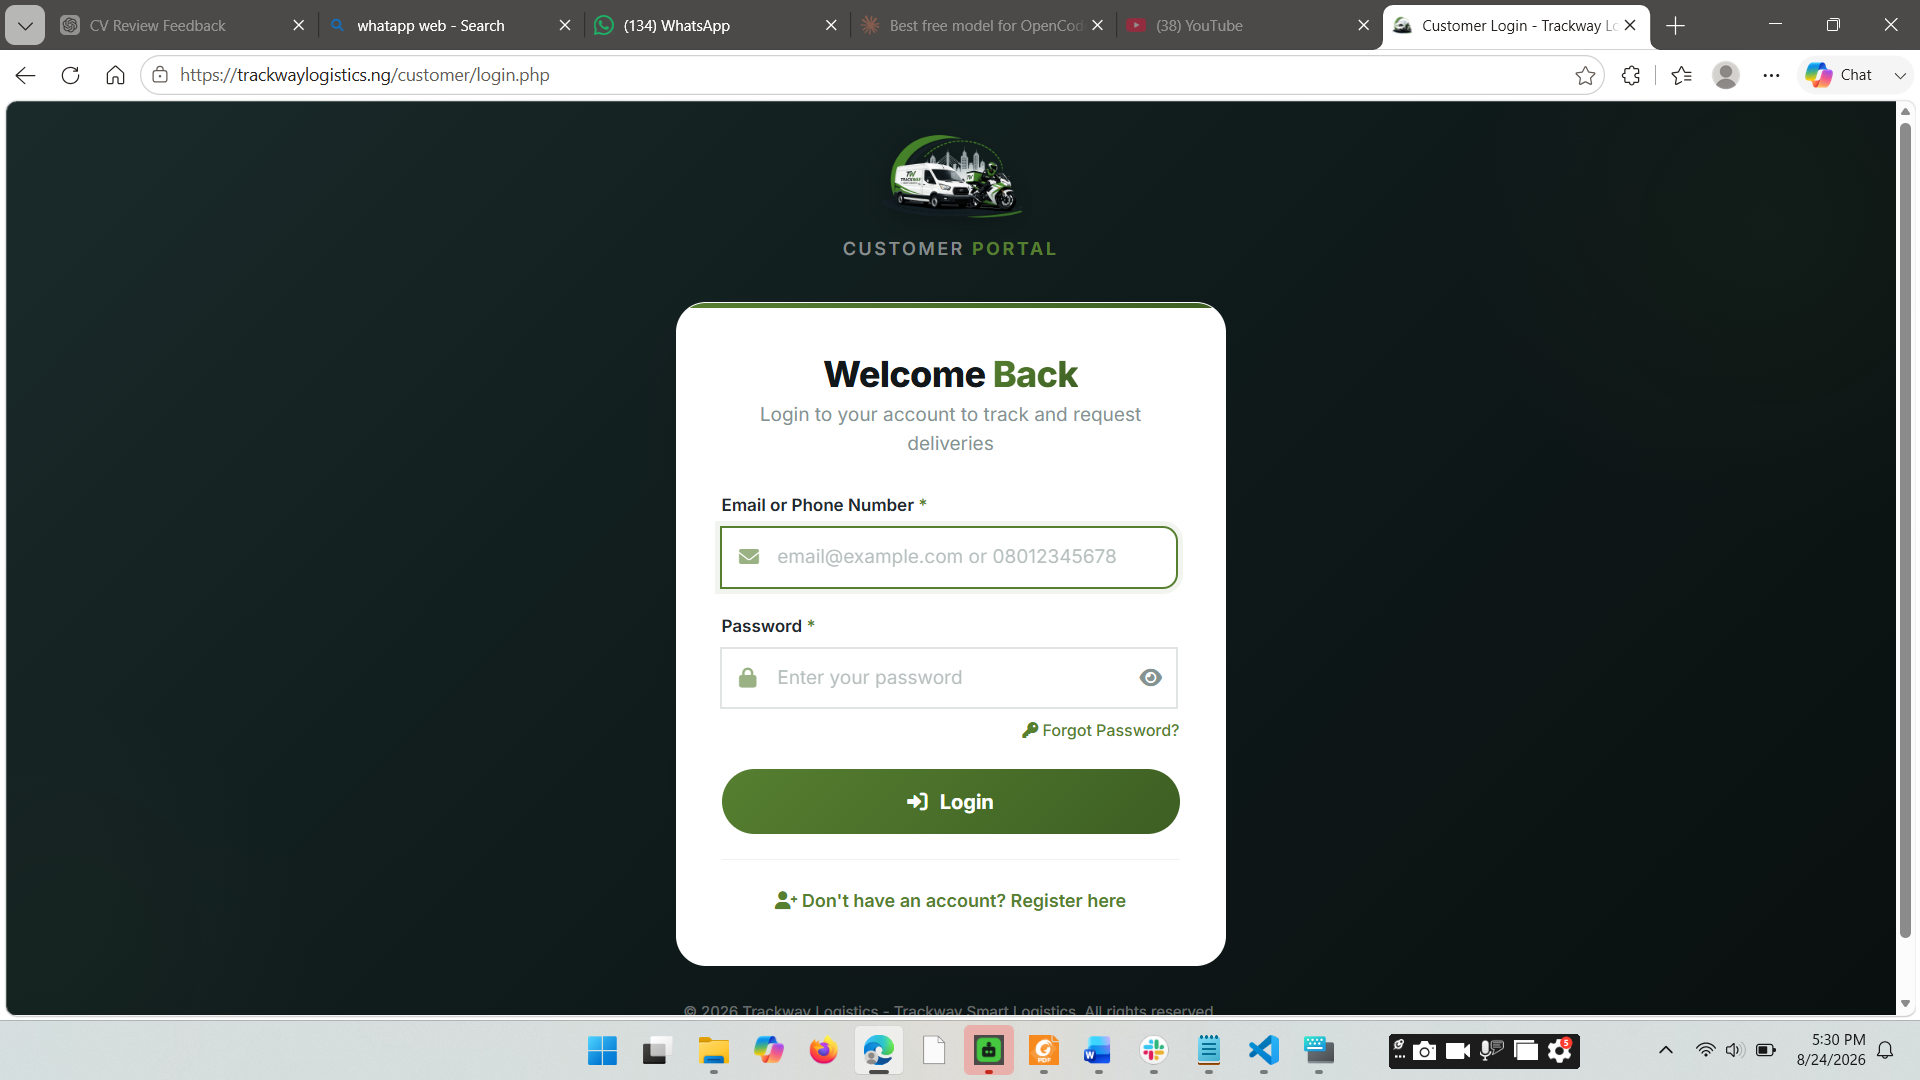 CV Review Feedback
whatapp web - Search
(134) WhatsApp
Best free model for OpenCod
(38) YouTube
Customer Login - Trackway Lo
https://trackwaylogistics.ng/customer/login.php
Chat
TW
TRACKWAY
CUSTOMER PORTAL
Welcome Back
Login to your account to track and request
deliveries
Email or Phone Number *
email@example.com or 08012345678
Password *
Enter your password
Forgot Password?
Login
Don't have an account? Register here
© 2026 Trackway Logistics - Trackway Smart Logistics. All rights reserved.
5
5:30 PM
8/24/2026